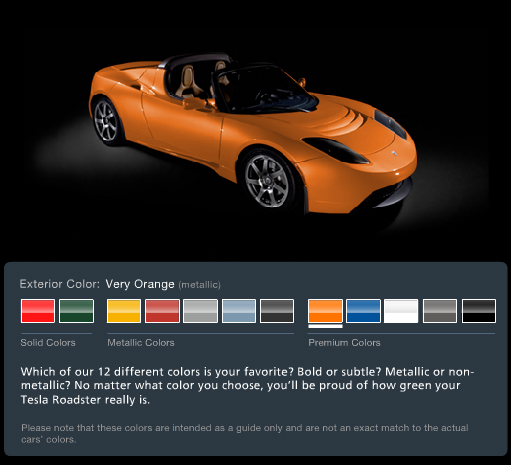 Exterior Color: Very Orange (metallic)
Solid Colors
Metallic Colors
Premium Colors
Which of our 12 different colors is your favorite? Bold or subtle? Metallic or non-
metallic? No matter what color you choose, you'll be proud of how green your
Tesla Roadster really is.
Please note that these colors are intended as a guide only and are not an exact match to the actual
cars' colors.